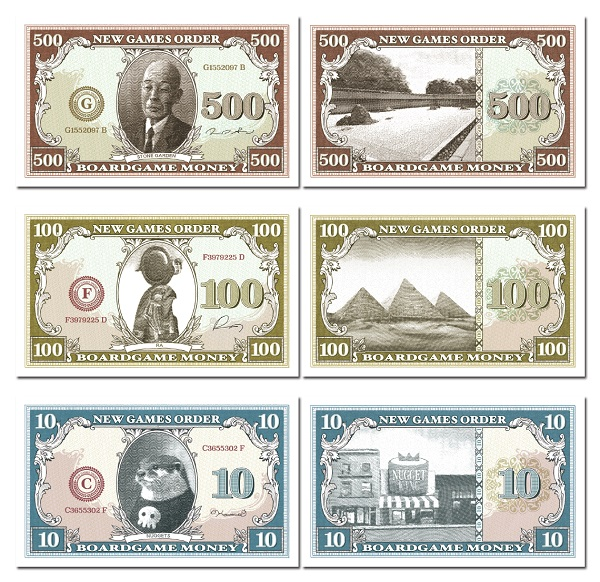 500 NEW GAMES ORDER 500
G1552097 B
G
500
G1552097 B
STONE GARDEN
500 BOARDGAME MONEY 500
500 NEW GAMES ORDER 500
500
500 BOARDGAME MONEY 500
100 NEW GAMES ORDER 100
F3979225 D
F
100
F3979225 D
RA
100 BOARDGAME MONEY 100
100 NEW GAMES ORDER 100
100
100 BOARDGAME MONEY 100
10 NEW GAMES ORDER 10
C3655302 F
C
10
C3655302 F
NUGGETS
10 BOARDGAME MONEY 10
10 NEW GAMES ORDER 10
NUGGET
10
10 BOARDGAME MONEY 10